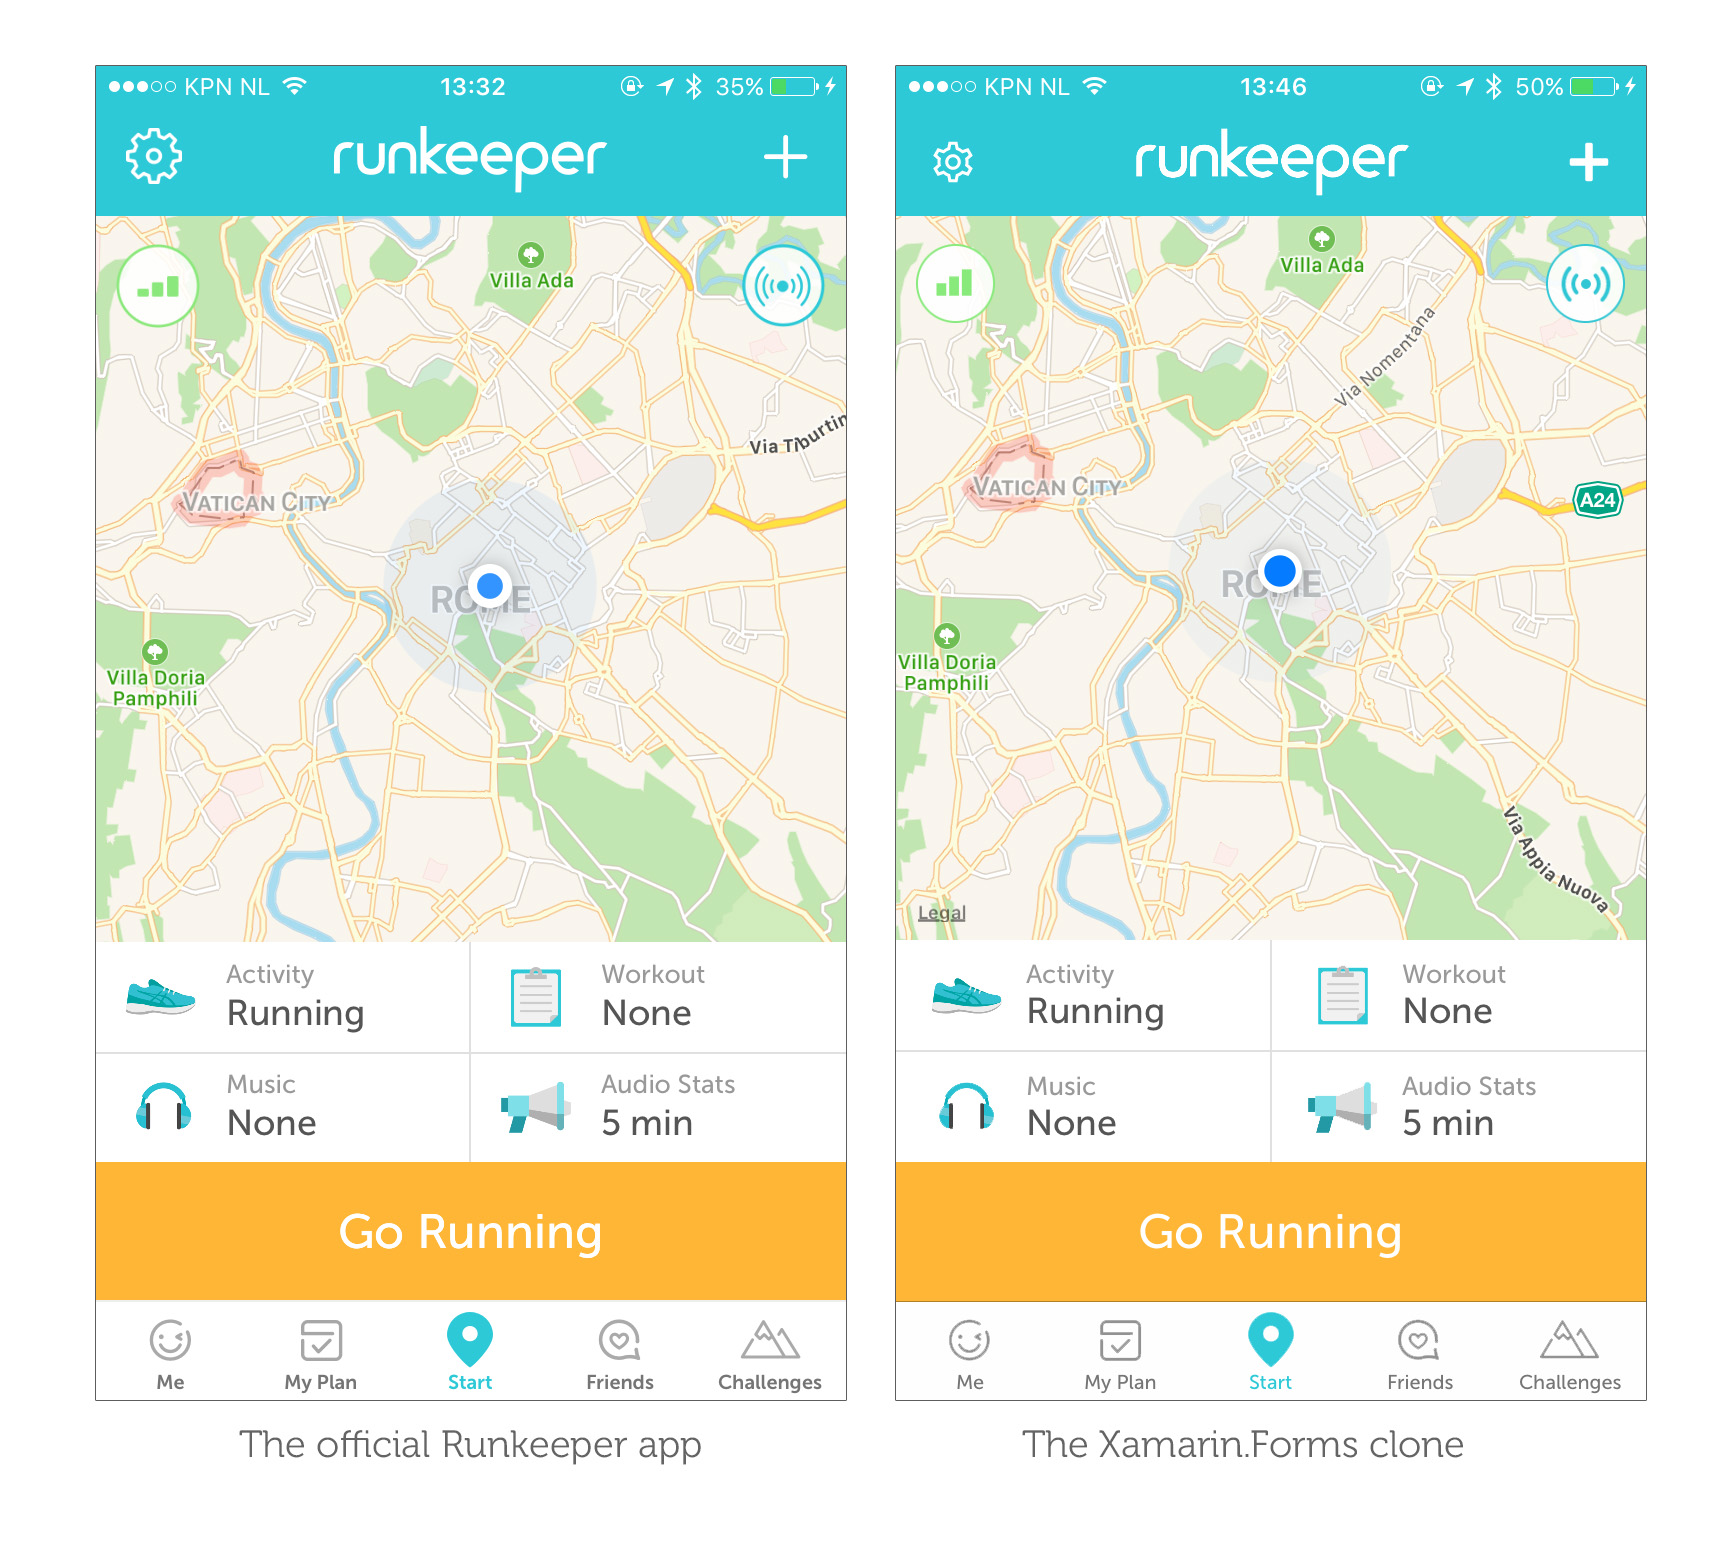 KPN NL 13:32 35%
runkeeper
Villa Ada
Via Tiburtin
VATICAN CITY
ROME
Villa Doria
Pamphili
Activity
Running
Workout
None
Music
None
Audio Stats
5 min
Go Running
Me
My Plan
Start
Friends
Challenges
The official Runkeeper app
KPN NL 13:46 50%
runkeeper
Villa Ada
Via Nomentana
VATICAN CITY
A24
ROME
Villa Doria
Pamphili
Via Appia Nuova
Legal
Activity
Running
Workout
None
Music
None
Audio Stats
5 min
Go Running
Me
My Plan
Start
Friends
Challenges
The Xamarin.Forms clone